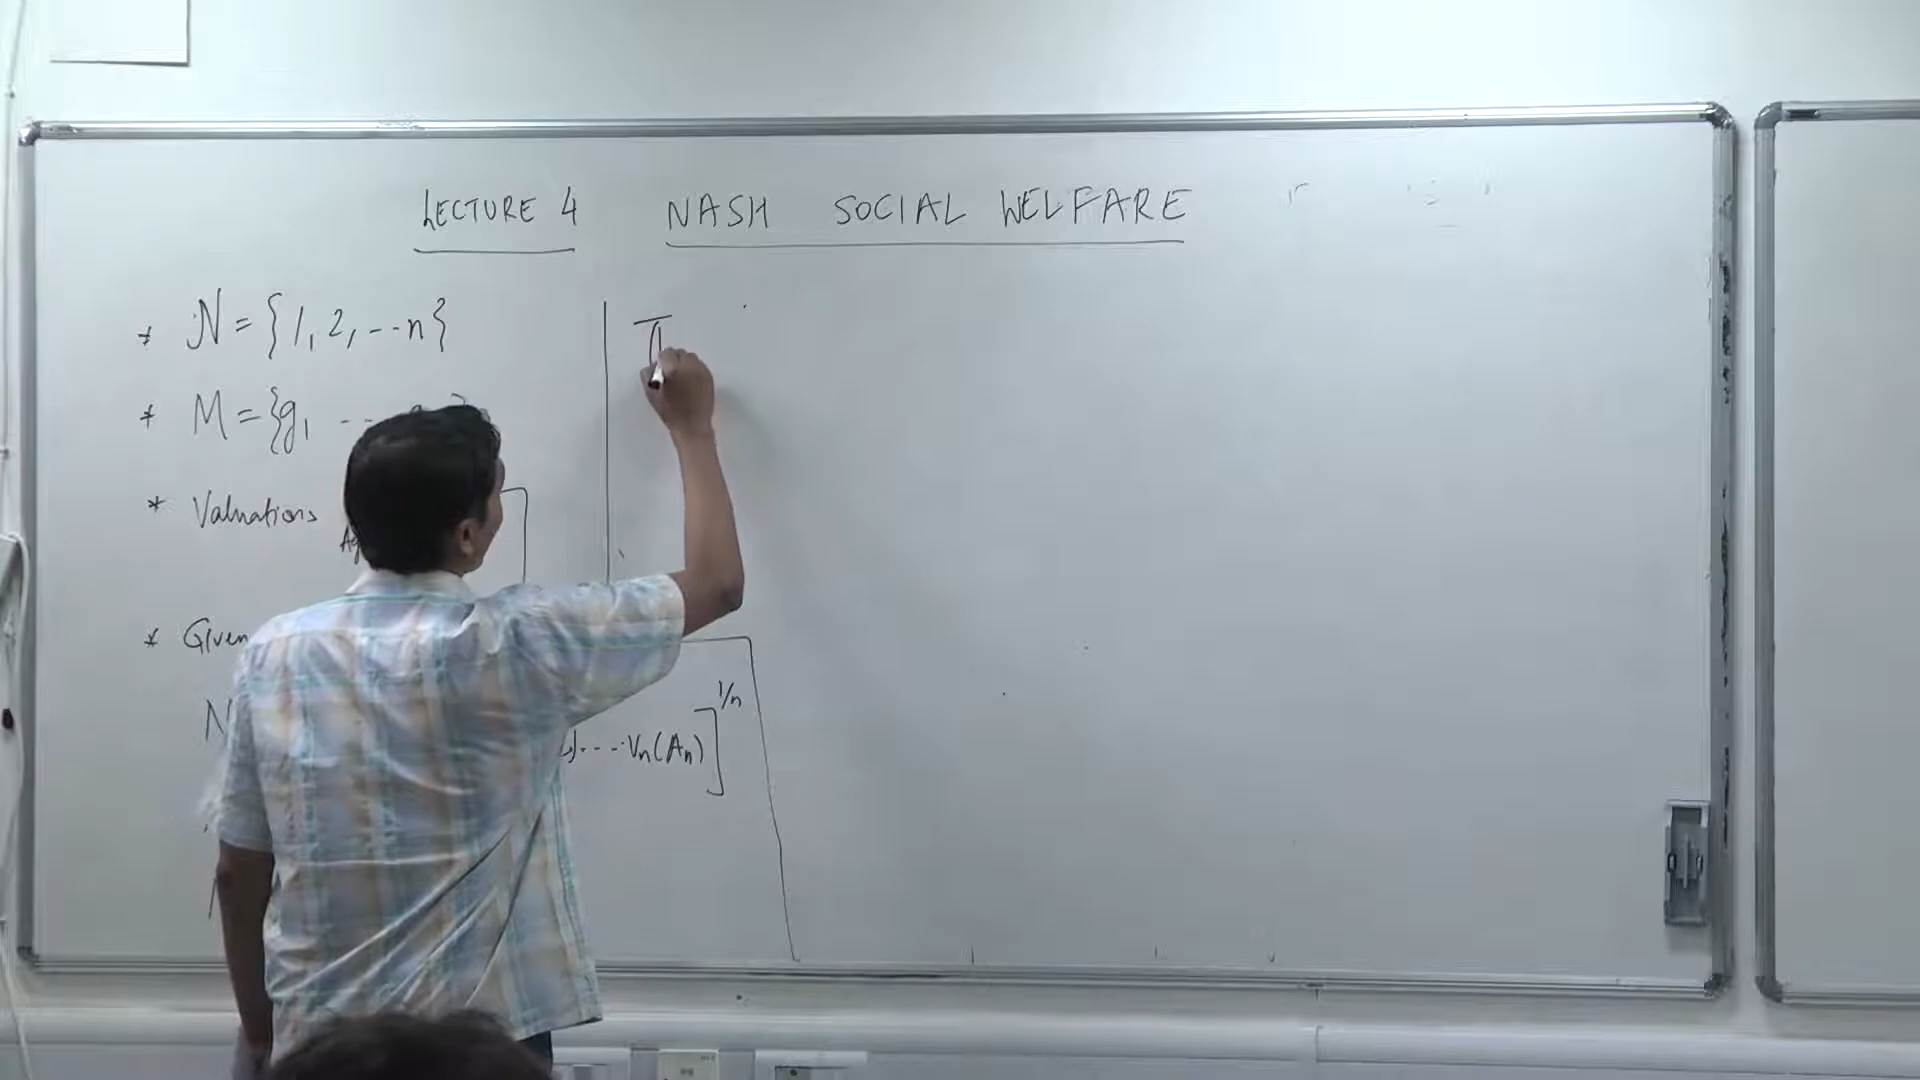 LECTURE 4 NASH SOCIAL WELFARE
* N = {1, 2, --- n}
* M = {g1 --
* Valuations
* Given
N
---- Vn(An)]^1/n